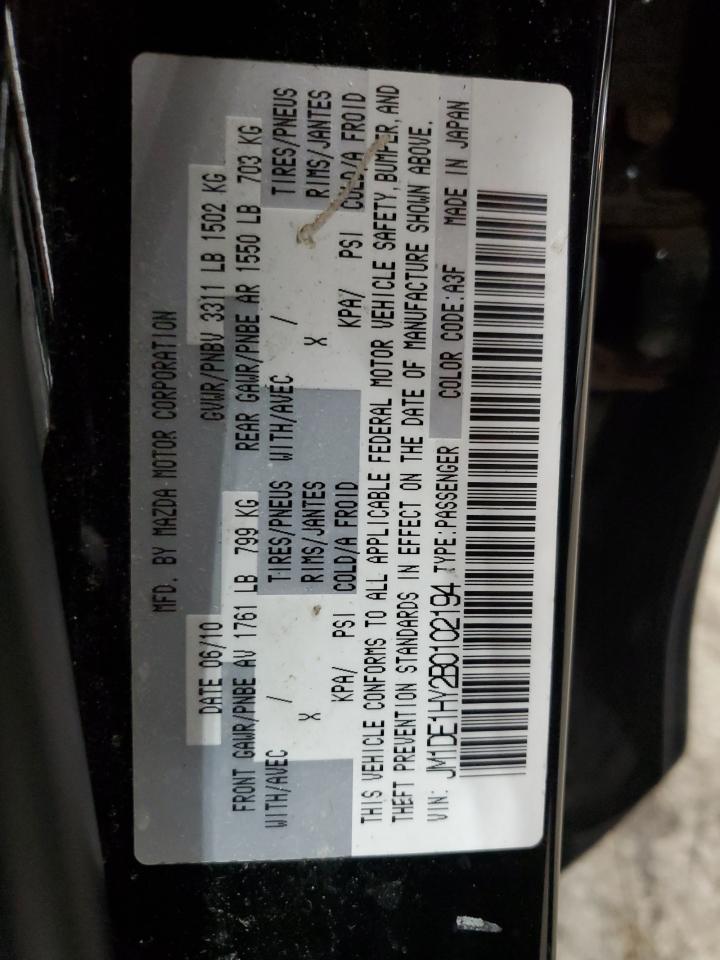 MFD. BY MAZDA MOTOR CORPORATION
DATE 06/10 GVWR/PNBV 3311 LB 1502 KG
FRONT GAWR/PNBE AV 1761 LB 799 KG REAR GAWR/PNBE AR 1550 LB 703 KG
WITH/AVEC / TIRES/PNEUS WITH/AVEC / TIRES/PNEUS
X RIMS/JANTES X RIMS/JANTES
KPA/ PSI COLD/A FROID KPA/ PSI COLD/A FROID
THIS VEHICLE CONFORMS TO ALL APPLICABLE FEDERAL MOTOR VEHICLE SAFETY, BUMPER, AND
THEFT PREVENTION STANDARDS IN EFFECT ON THE DATE OF MANUFACTURE SHOWN ABOVE.
VIN: JM1DE1HY2B0102194 TYPE:PASSENGER COLOR CODE:A3F MADE IN JAPAN